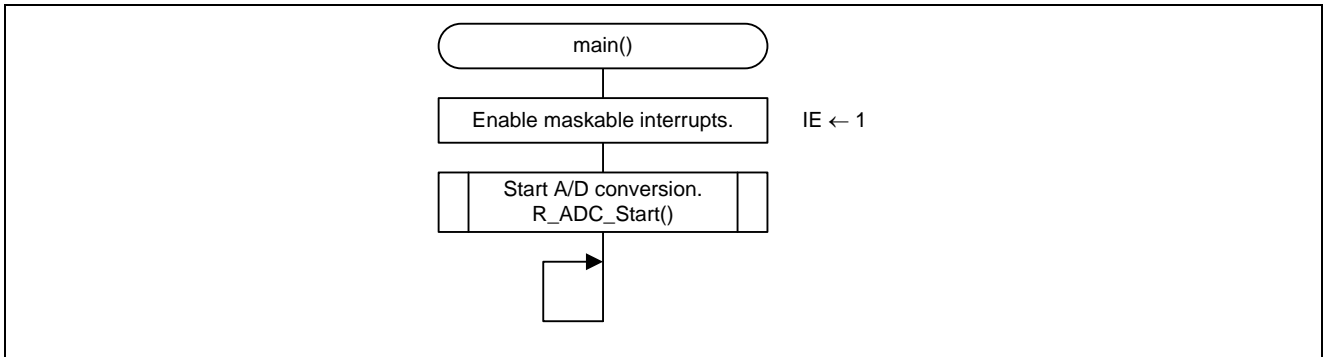 main()
Enable maskable interrupts. IE ← 1
Start A/D conversion.
R_ADC_Start()